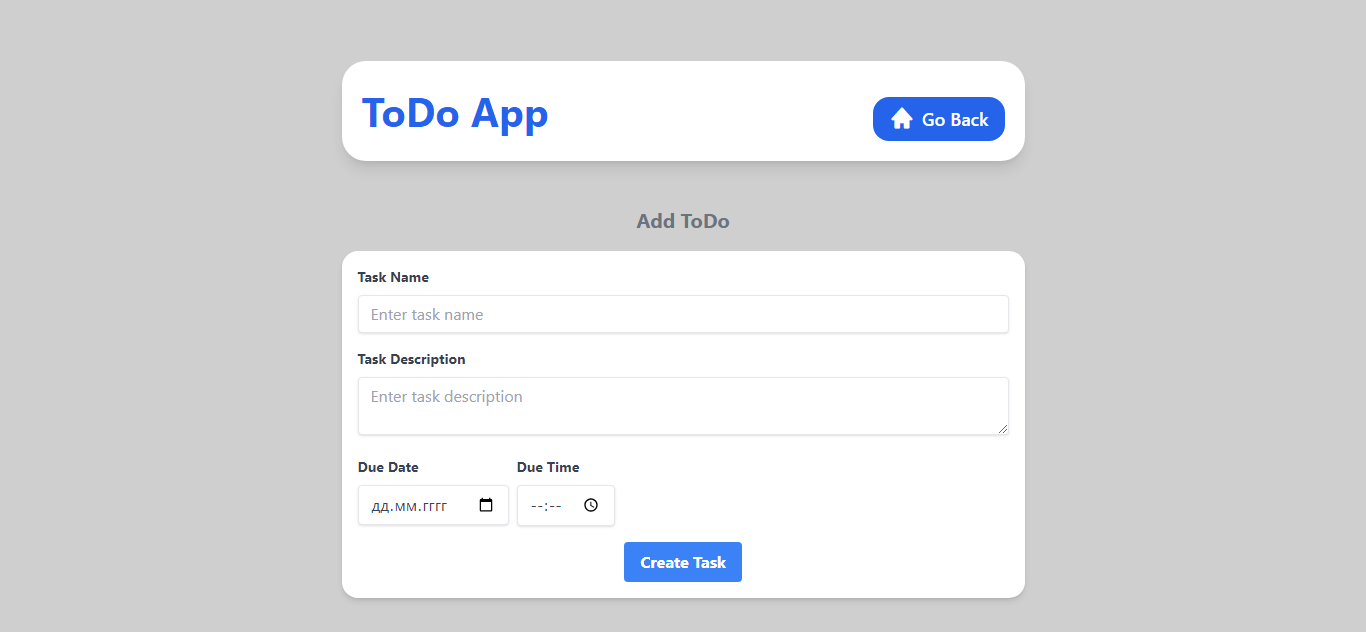 ToDo App
Go Back
Add ToDo
Task Name
Enter task name
Task Description
Enter task description
Due Date
Due Time
дд.мм.гггг
--:--
Create Task